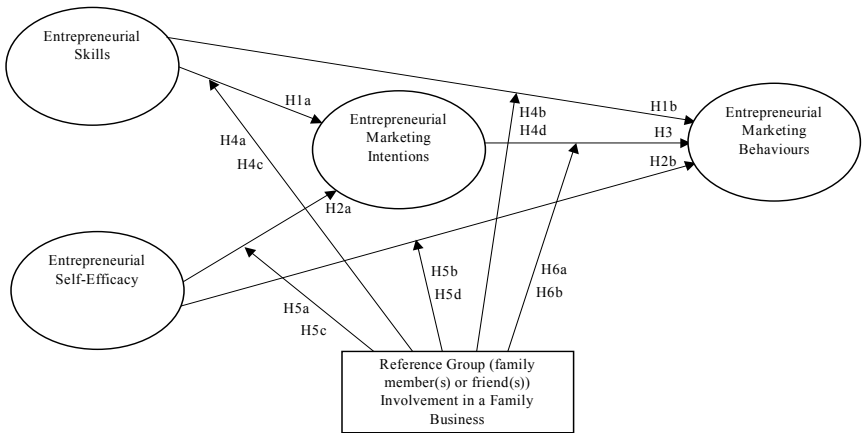 Entrepreneurial
Skills
H1a
H1b
Entrepreneurial
Marketing
Intentions
Entrepreneurial
Marketing
Behaviours
H4a
H4c
H4b
H4d
H3
H2b
H2a
Entrepreneurial
Self-Efficacy
H5a
H5c
H5b
H5d
H6a
H6b
Reference Group (family
member(s) or friend(s))
Involvement in a Family
Business